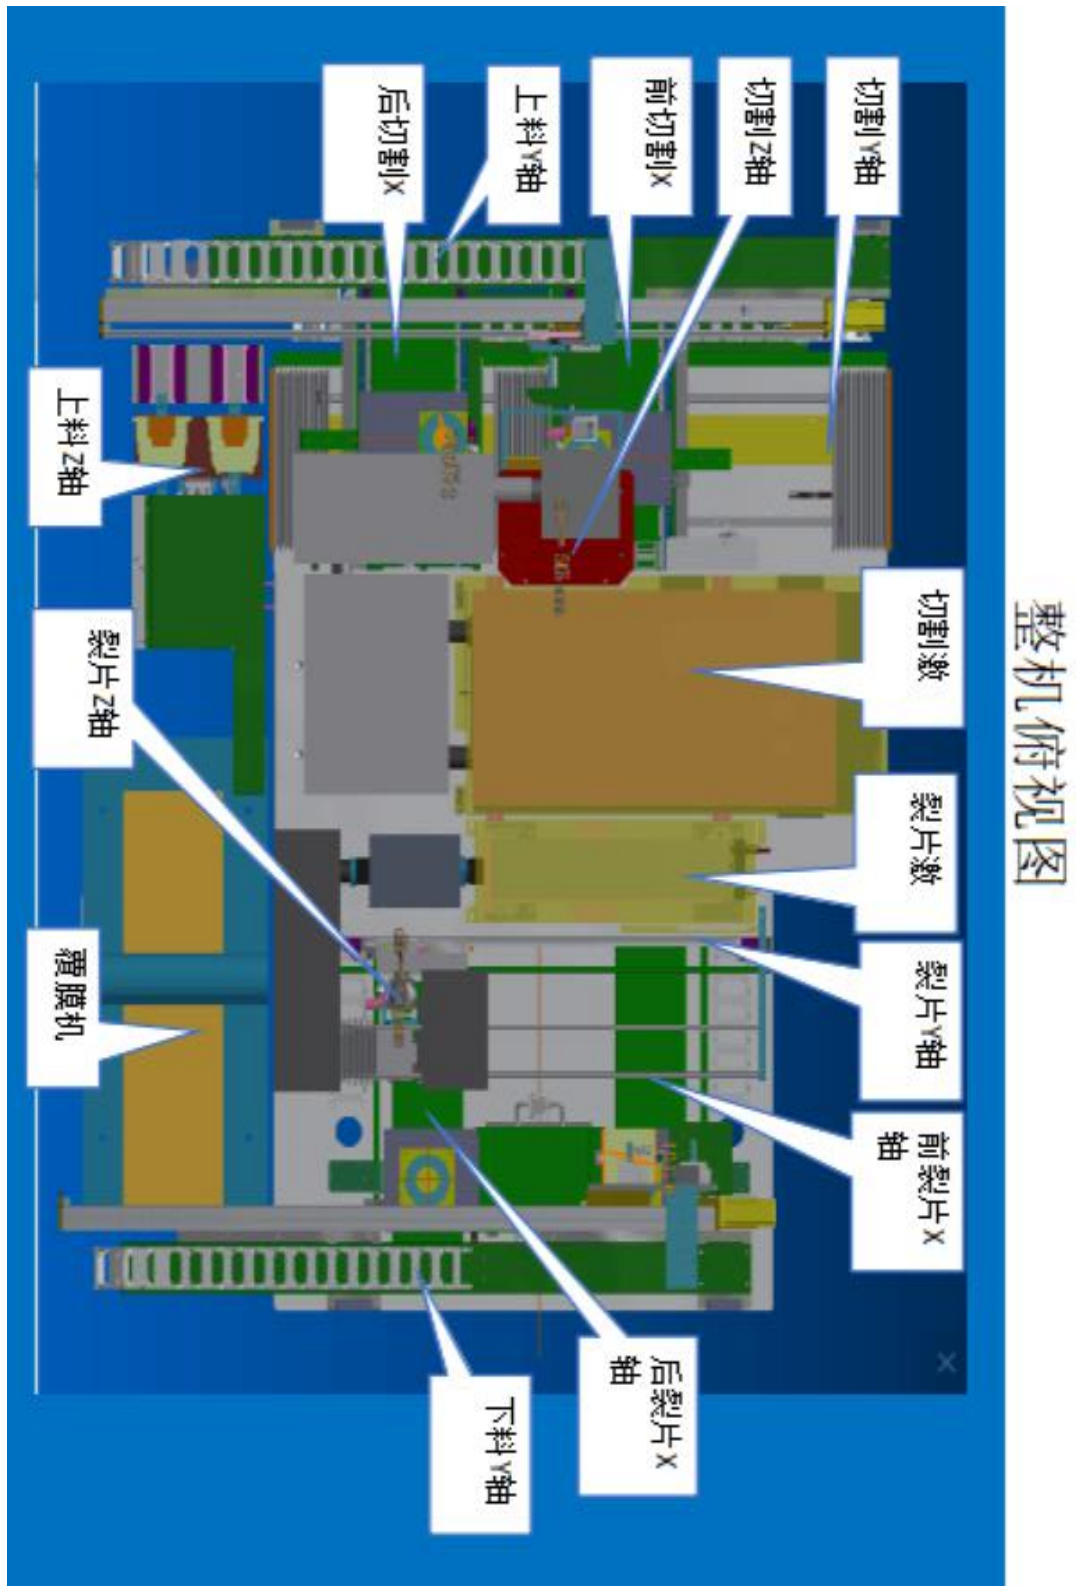 整机俯视图
切割Y轴
切割Z轴
前切割X
上料Y轴
后切割X
切割激
裂片激
裂片Y轴
前裂片X
轴
上料Z轴
裂片Z轴
覆膜机
后裂片X
轴
下料Y轴